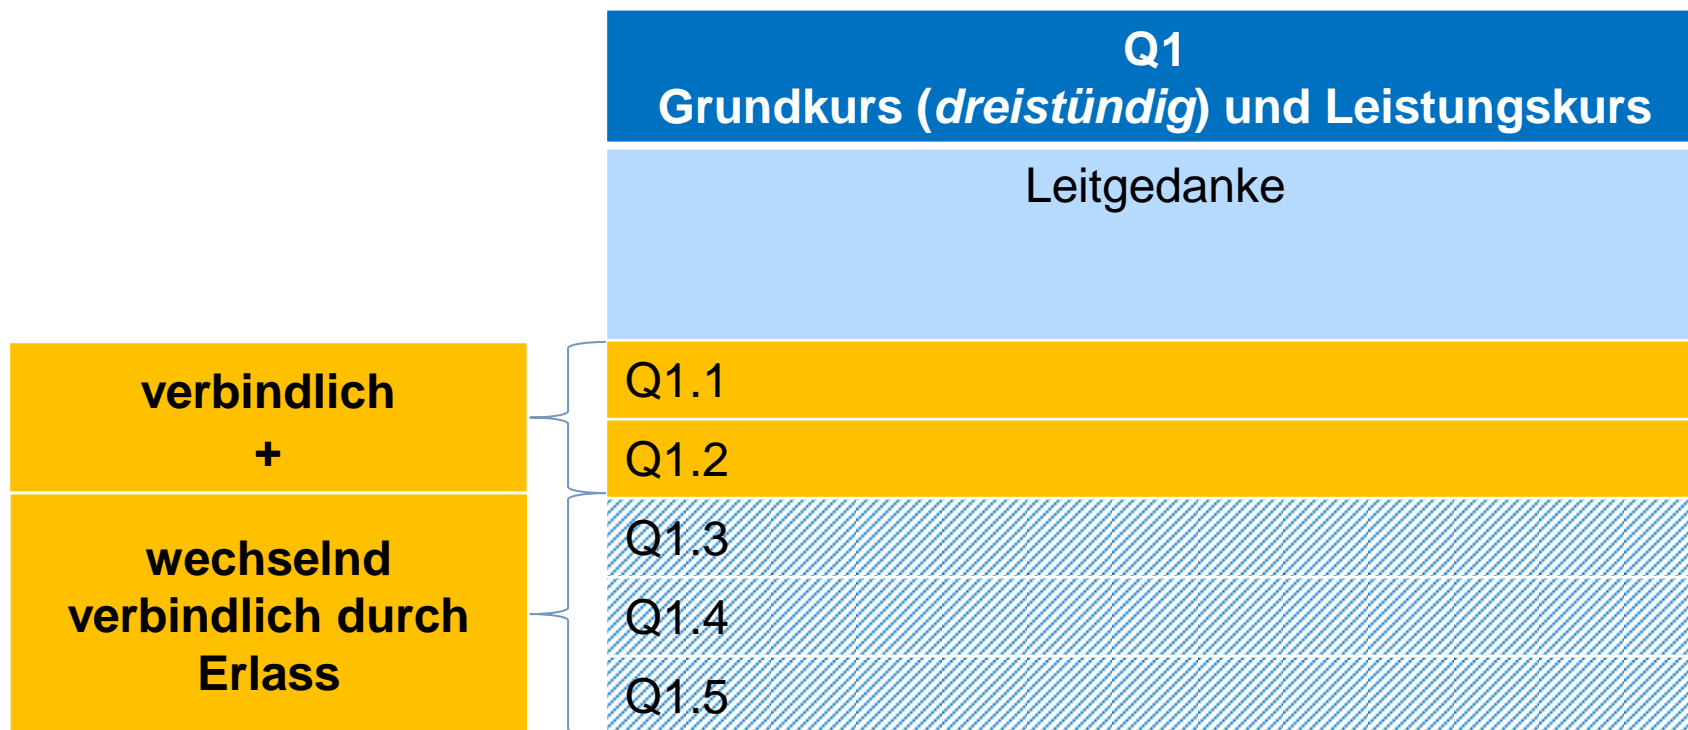 Q1
Grundkurs (dreistündig) und Leistungskurs
Leitgedanke
verbindlich
+
Q1.1
Q1.2
wechselnd
verbindlich durch
Erlass
Q1.3
Q1.4
Q1.5